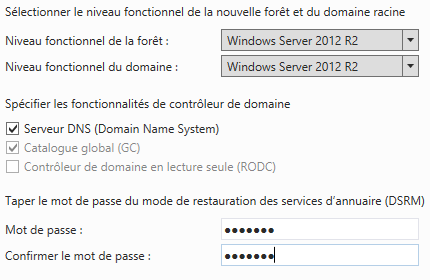 Sélectionner le niveau fonctionnel de la nouvelle forêt et du domaine racine
Niveau fonctionnel de la forêt : Windows Server 2012 R2
Niveau fonctionnel du domaine : Windows Server 2012 R2
Spécifier les fonctionnalités de contrôleur de domaine
Serveur DNS (Domain Name System)
Catalogue global (GC)
Contrôleur de domaine en lecture seule (RODC)
Taper le mot de passe du mode de restauration des services d’annuaire (DSRM)
Mot de passe : •••••••
Confirmer le mot de passe : •••••••